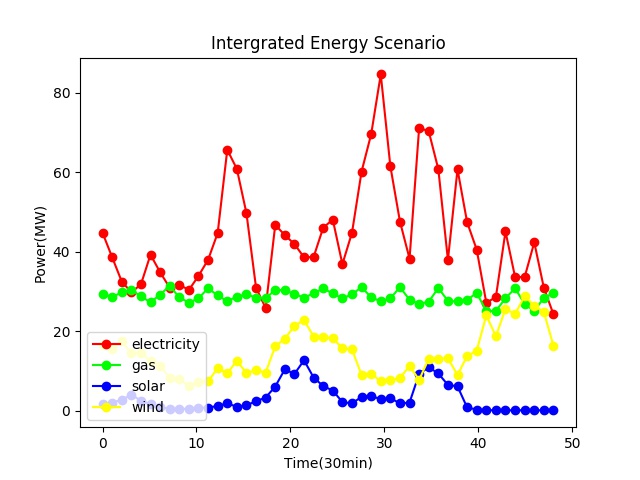 Intergrated Energy Scenario
Power(MW)
80
60
40
20
0
electricity
gas
solar
wind
0 10 20 30 40 50
Time(30min)